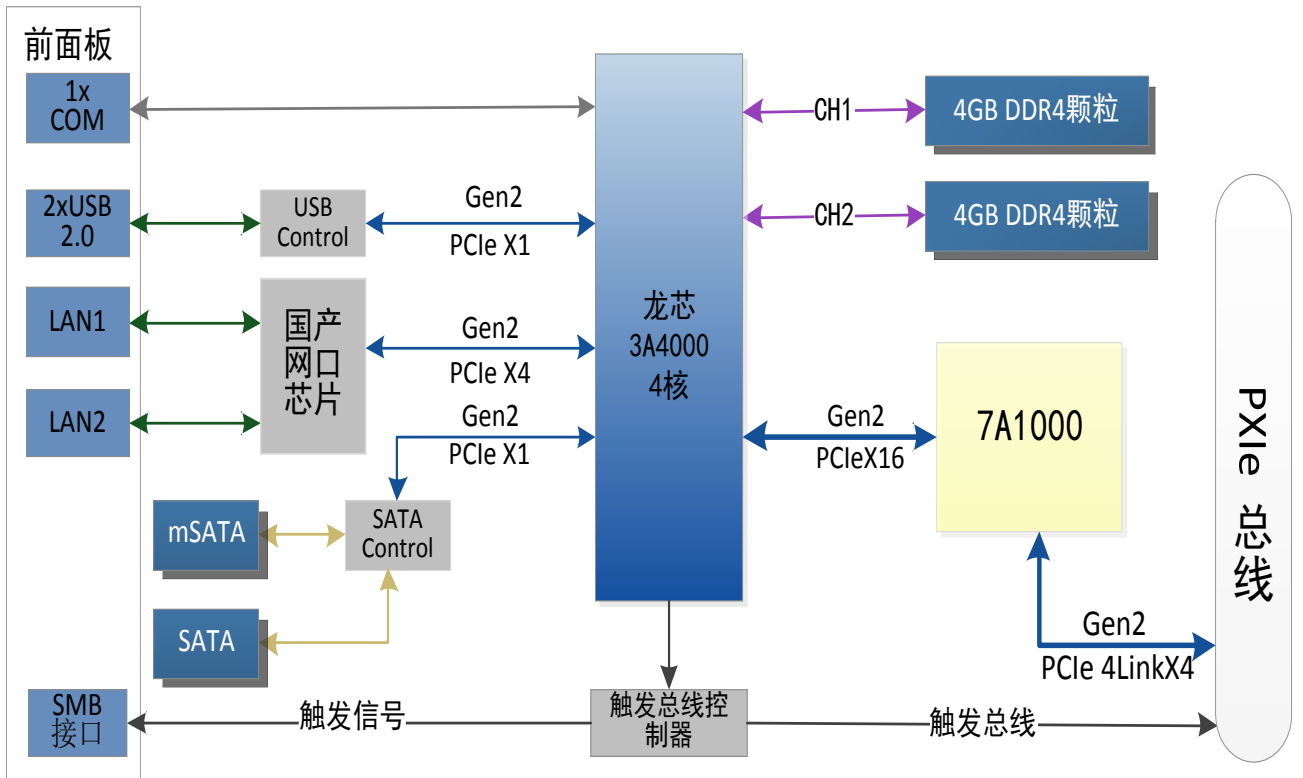 前面板
1x
COM
CH1
4GB DDR4颗粒
2xUSB
2.0
USB
Control
Gen2
PCIe X1
CH2
4GB DDR4颗粒
LAN1
LAN2
国产
网口
芯片
Gen2
PCIe X4
Gen2
PCIe X1
龙芯
3A4000
4核
Gen2
PCIeX16
7A1000
PXIe 总线
mSATA
SATA
Control
SATA
Gen2
PCIe 4LinkX4
SMB
接口
触发信号
触发总线控
制器
触发总线